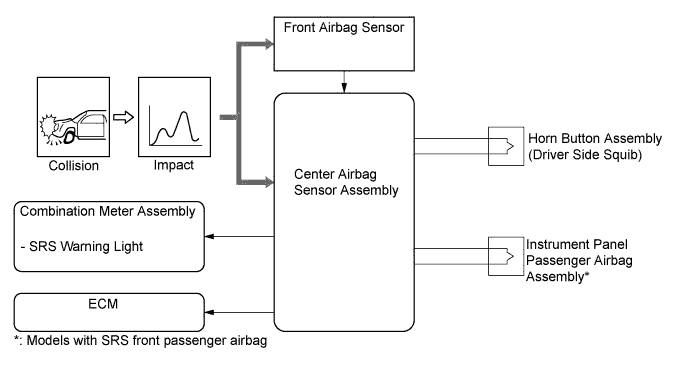 Front Airbag Sensor
Collision
Impact
Center Airbag
Sensor Assembly
Horn Button Assembly
(Driver Side Squib)
Combination Meter Assembly
- SRS Warning Light
Instrument Panel
Passenger Airbag
Assembly*
ECM
*: Models with SRS front passenger airbag